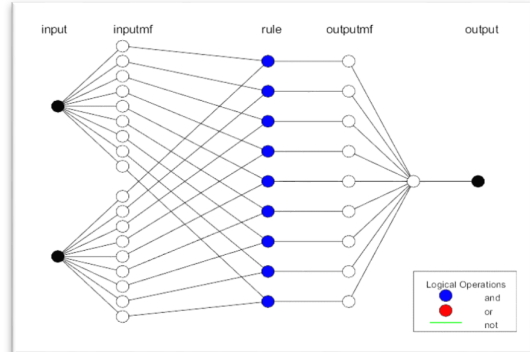 input inputmf rule outputmf output
Logical Operations
and
or
not